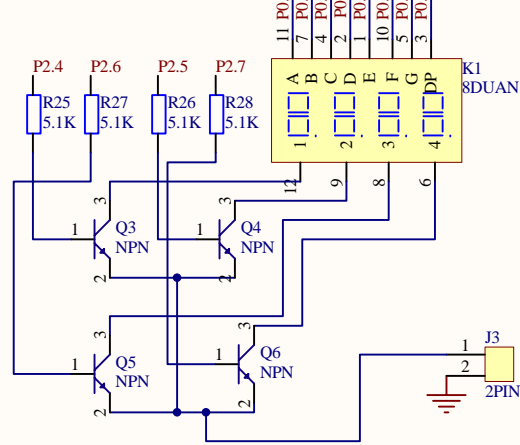 P0. P0. P0. P0 P0. P0. P0. P0.
11 7 4 2 1 10 5 3
P2.4 P2.6 P2.5 P2.7
K1
8DUAN
A B C D E F G DP
R25 R27 R26 R28
5.1K 5.1K 5.1K 5.1K
1 2 3 4
12 9 8 6
3 3
1 Q3 1 Q4
NPN NPN
2 2
3 3
1 Q5 1 Q6
NPN NPN
2 2
J3
1
2
2PIN